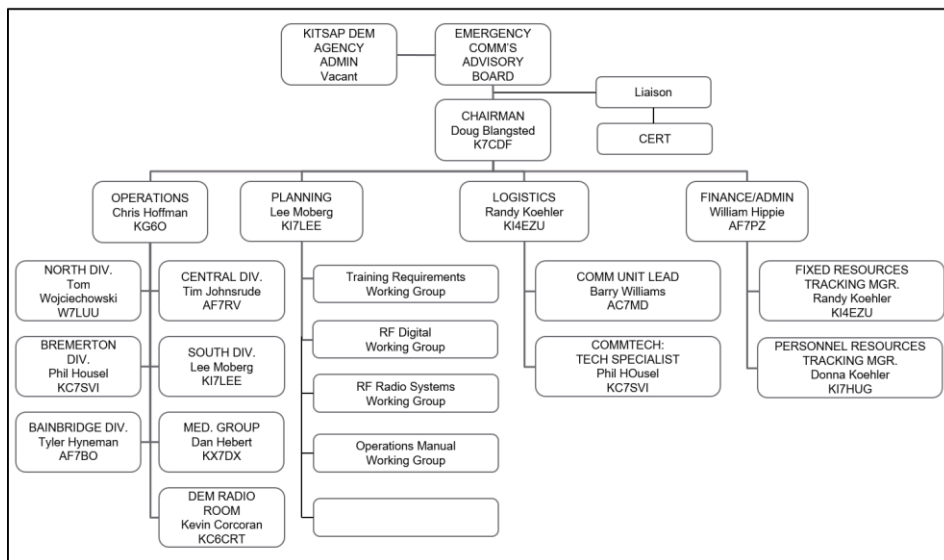 KITSAP DEM
AGENCY
ADMIN
Vacant
EMERGENCY
COMM'S
ADVISORY
BOARD
Liaison
CERT
CHAIRMAN
Doug Blangsted
K7CDF
OPERATIONS
Chris Hoffman
KG6O
PLANNING
Lee Moberg
KI7LEE
LOGISTICS
Randy Koehler
KI4EZU
FINANCE/ADMIN
William Hippie
AF7PZ
NORTH DIV.
Tom
Wojciechowski
W7LUU
CENTRAL DIV.
Tim Johnsrude
AF7RV
BREMERTON
DIV.
Phil Housel
KC7SVI
SOUTH DIV.
Lee Moberg
KI7LEE
BAINBRIDGE DIV.
Tyler Hyneman
AF7BO
MED. GROUP
Dan Hebert
KX7DX
DEM RADIO
ROOM
Kevin Corcoran
KC6CRT
Training Requirements
Working Group
RF Digital
Working Group
RF Radio Systems
Working Group
Operations Manual
Working Group
COMM UNIT LEAD
Barry Williams
AC7MD
COMMTECH:
TECH SPECIALIST
Phil HOusel
KC7SVI
FIXED RESOURCES
TRACKING MGR.
Randy Koehler
KI4EZU
PERSONNEL RESOURCES
TRACKING MGR.
Donna Koehler
KI7HUG